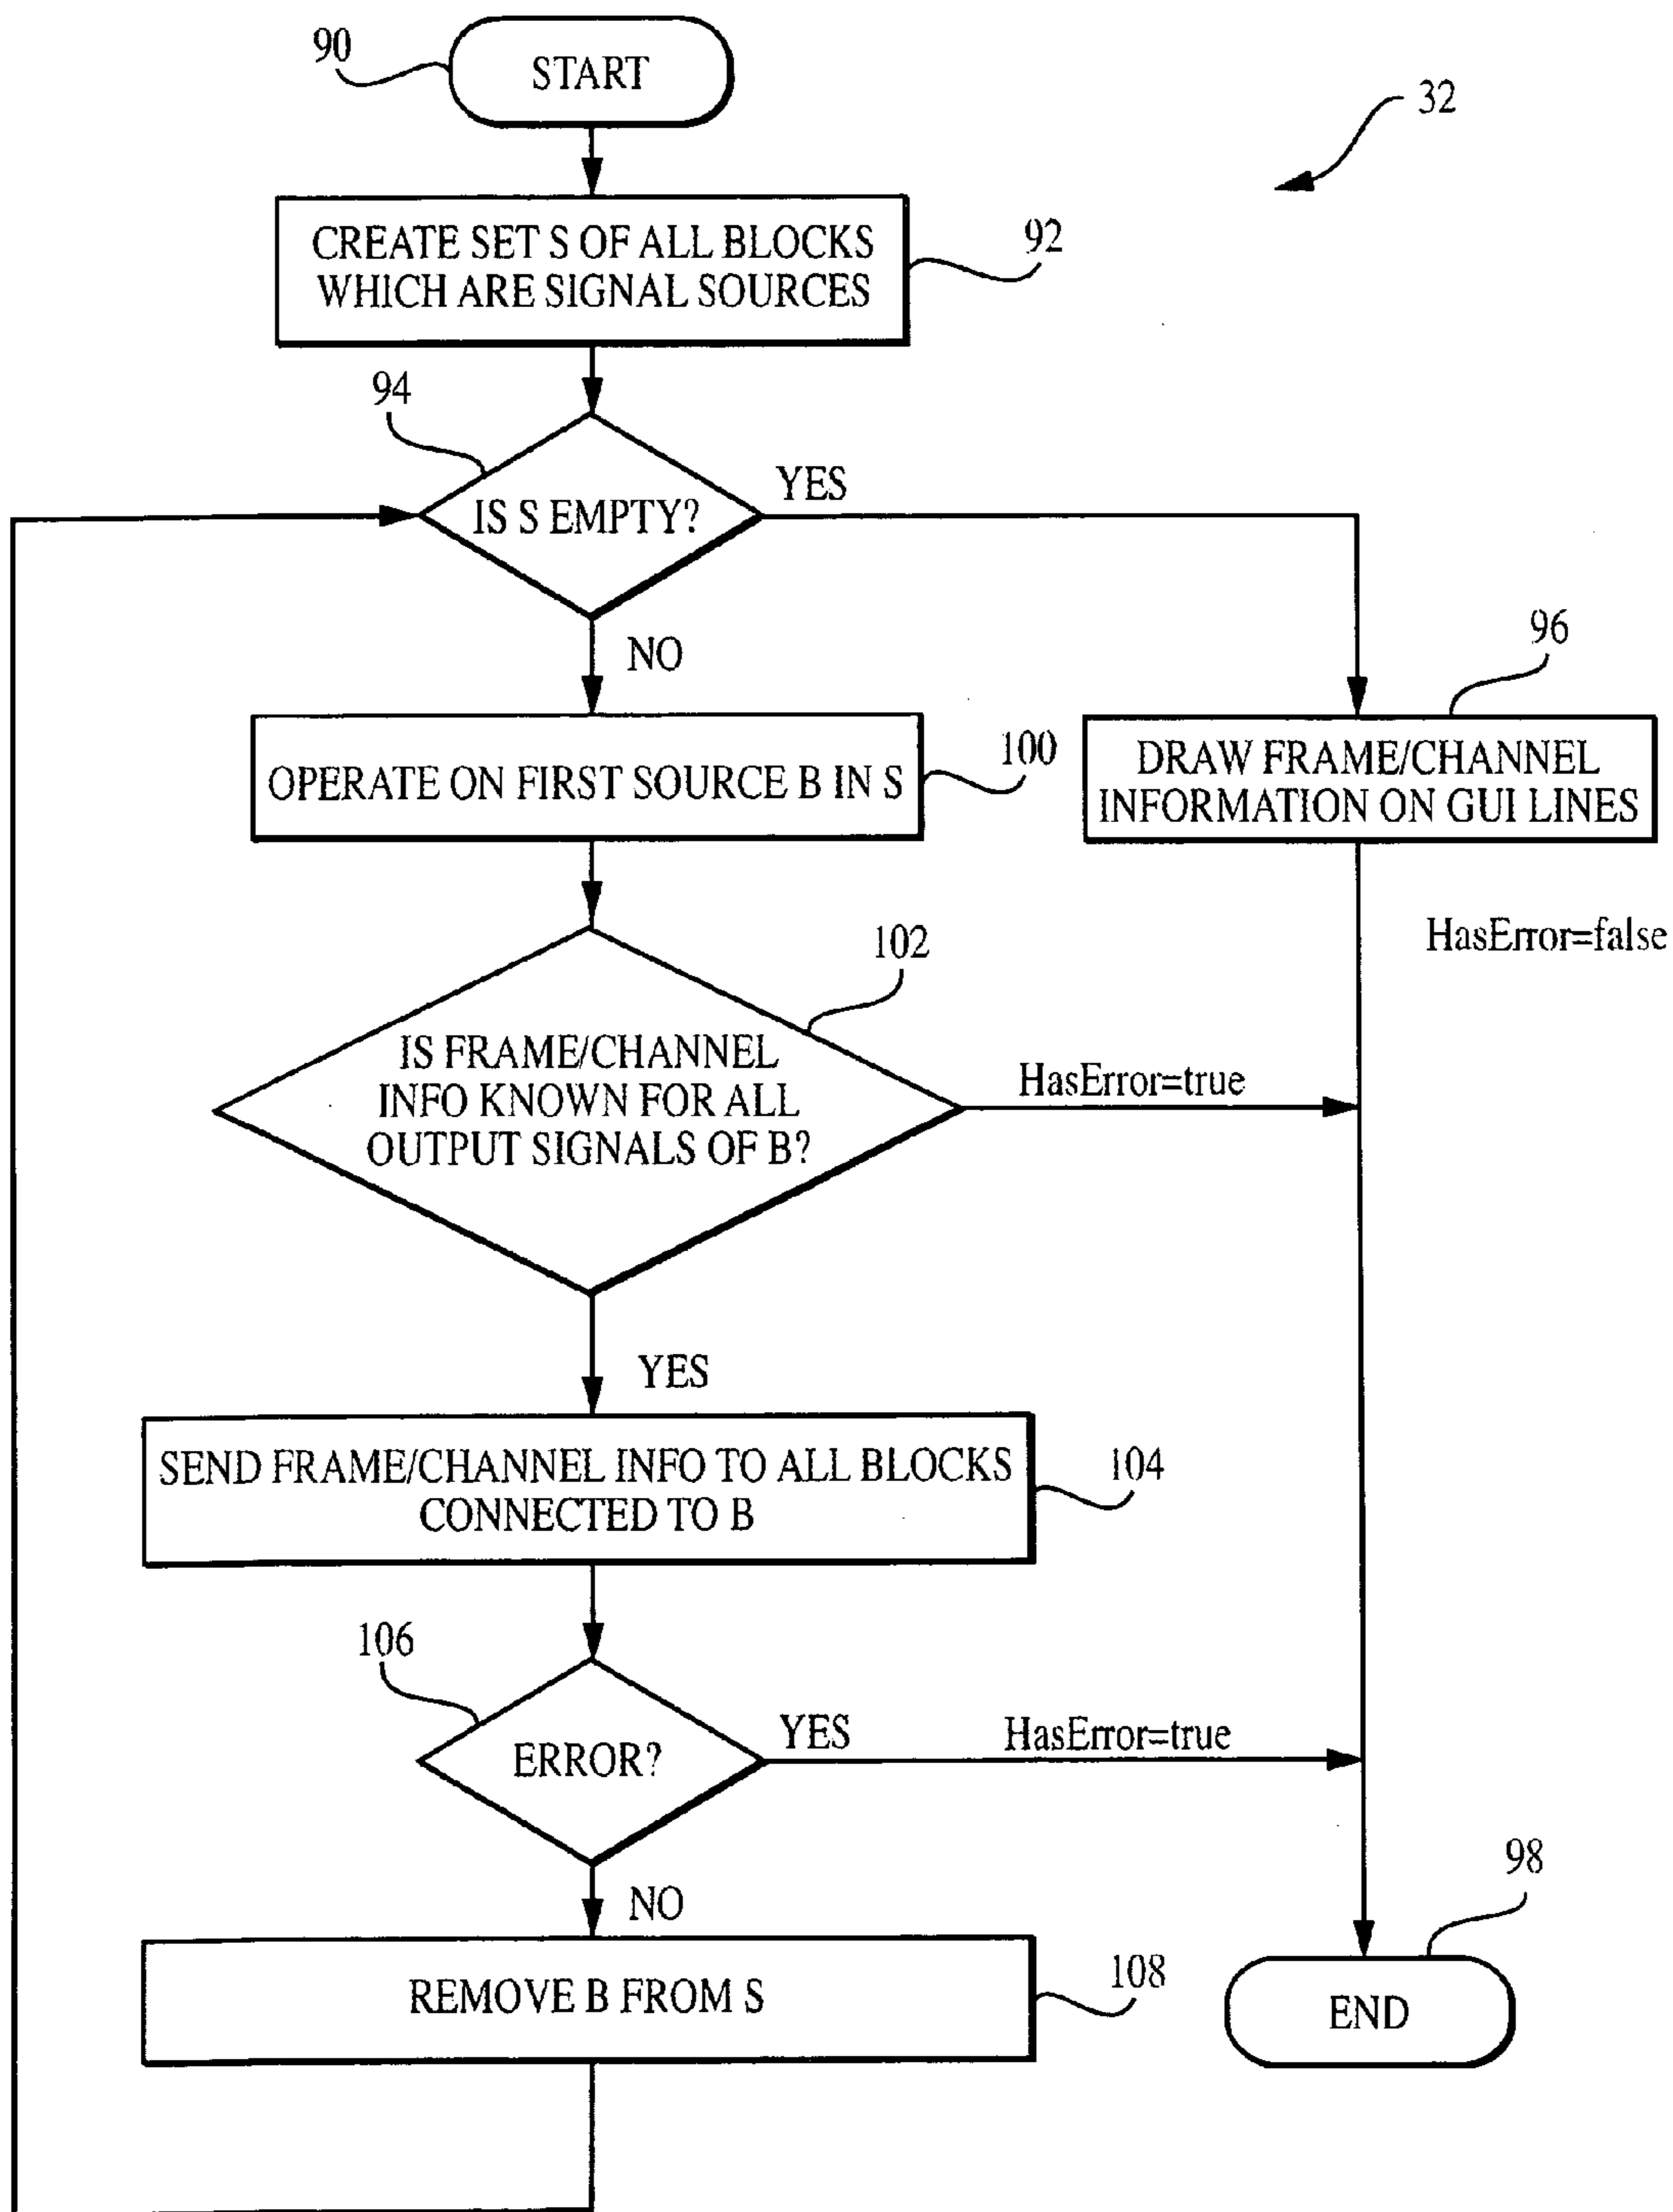 90
START
32
CREATE SET S OF ALL BLOCKS
WHICH ARE SIGNAL SOURCES
92
94
IS S EMPTY?
YES
NO
96
OPERATE ON FIRST SOURCE B IN S
100
DRAW FRAME/CHANNEL
INFORMATION ON GUI LINES
HasError=false
102
IS FRAME/CHANNEL
INFO KNOWN FOR ALL
OUTPUT SIGNALS OF B?
HasError=true
YES
SEND FRAME/CHANNEL INFO TO ALL BLOCKS
CONNECTED TO B
104
106
ERROR?
YES
HasError=true
NO
98
REMOVE B FROM S
108
END